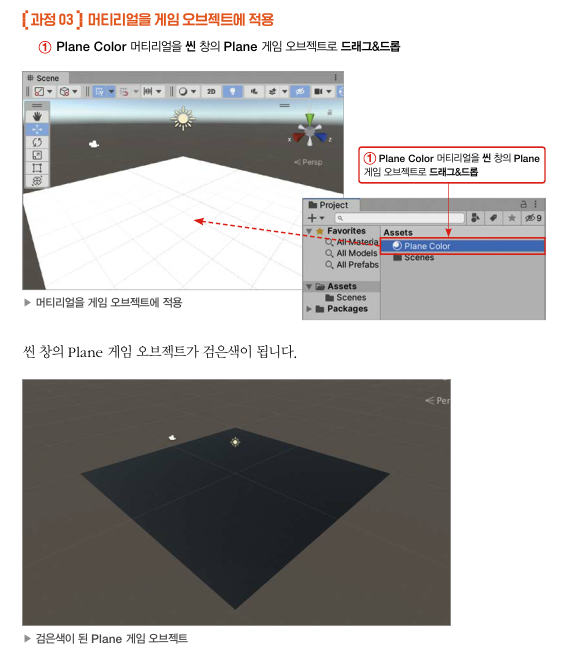 [과정 03] 머티리얼을 게임 오브젝트에 적용
① Plane Color 머티리얼을 씬 창의 Plane 게임 오브젝트로 드래그&드롭
Scene
2D
Persp
① Plane Color 머티리얼을 씬 창의 Plane
게임 오브젝트로 드래그&드롭
Project
9
Favorites
All Materia
All Models
All Prefabs
Assets
Scenes
Packages
Assets
Plane Color
Scenes
▶ 머티리얼을 게임 오브젝트에 적용
씬 창의 Plane 게임 오브젝트가 검은색이 됩니다.
Per
▶ 검은색이 된 Plane 게임 오브젝트